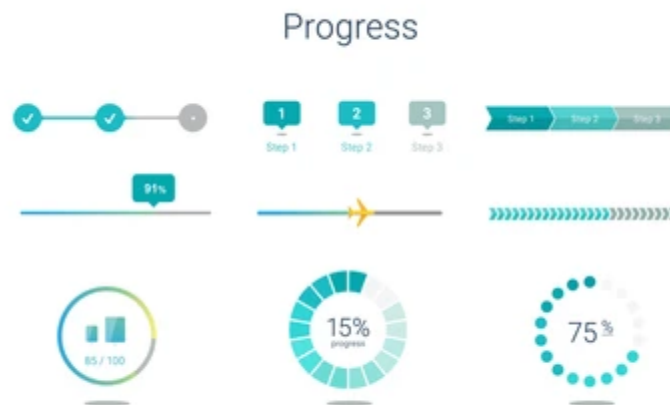 Progress
1 2 3
Step 1 Step 2 Step 3
Step 1 Step 2 Step 3
91%
85 / 100
15%
progress
75 %